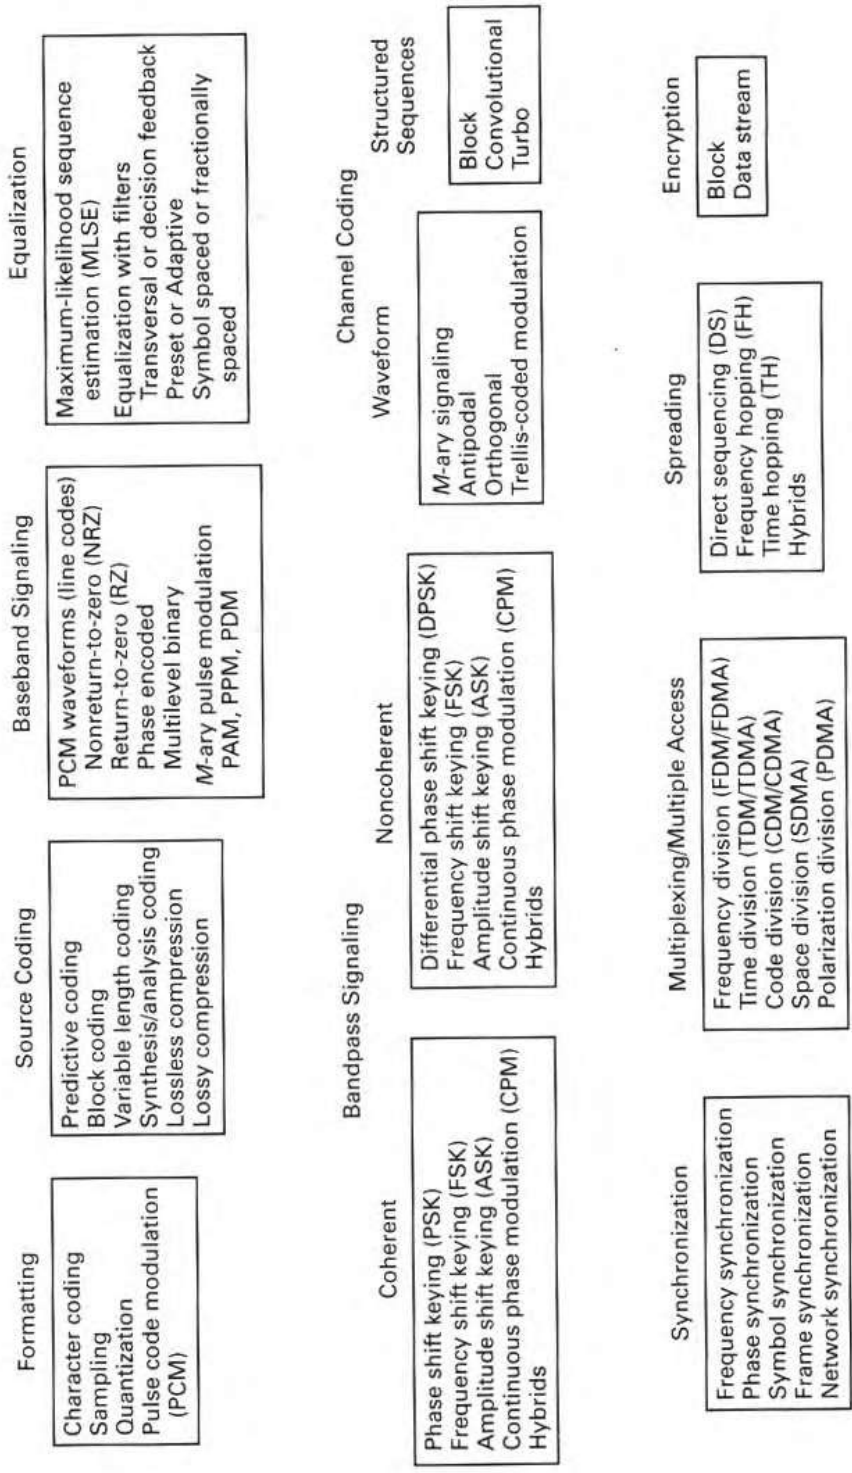 Formatting
Character coding
Sampling
Quantization
Pulse code modulation
(PCM)
Source Coding
Predictive coding
Block coding
Variable length coding
Synthesis/analysis coding
Lossless compression
Lossy compression
Baseband Signaling
PCM waveforms (line codes)
Nonreturn-to-zero (NRZ)
Return-to-zero (RZ)
Phase encoded
Multilevel binary
M-ary pulse modulation
PAM, PPM, PDM
Equalization
Maximum-likelihood sequence
estimation (MLSE)
Equalization with filters
Transversal or decision feedback
Preset or Adaptive
Symbol spaced or fractionally
spaced
Bandpass Signaling
Coherent
Phase shift keying (PSK)
Frequency shift keying (FSK)
Amplitude shift keying (ASK)
Continuous phase modulation (CPM)
Hybrids
Noncoherent
Differential phase shift keying (DPSK)
Frequency shift keying (FSK)
Amplitude shift keying (ASK)
Continuous phase modulation (CPM)
Hybrids
Channel Coding
Waveform
M-ary signaling
Antipodal
Orthogonal
Trellis-coded modulation
Structured
Sequences
Block
Convolutional
Turbo
Synchronization
Frequency synchronization
Phase synchronization
Symbol synchronization
Frame synchronization
Network synchronization
Multiplexing/Multiple Access
Frequency division (FDM/FDMA)
Time division (TDM/TDMA)
Code division (CDM/CDMA)
Space division (SDMA)
Polarization division (PDMA)
Spreading
Direct sequencing (DS)
Frequency hopping (FH)
Time hopping (TH)
Hybrids
Encryption
Block
Data stream